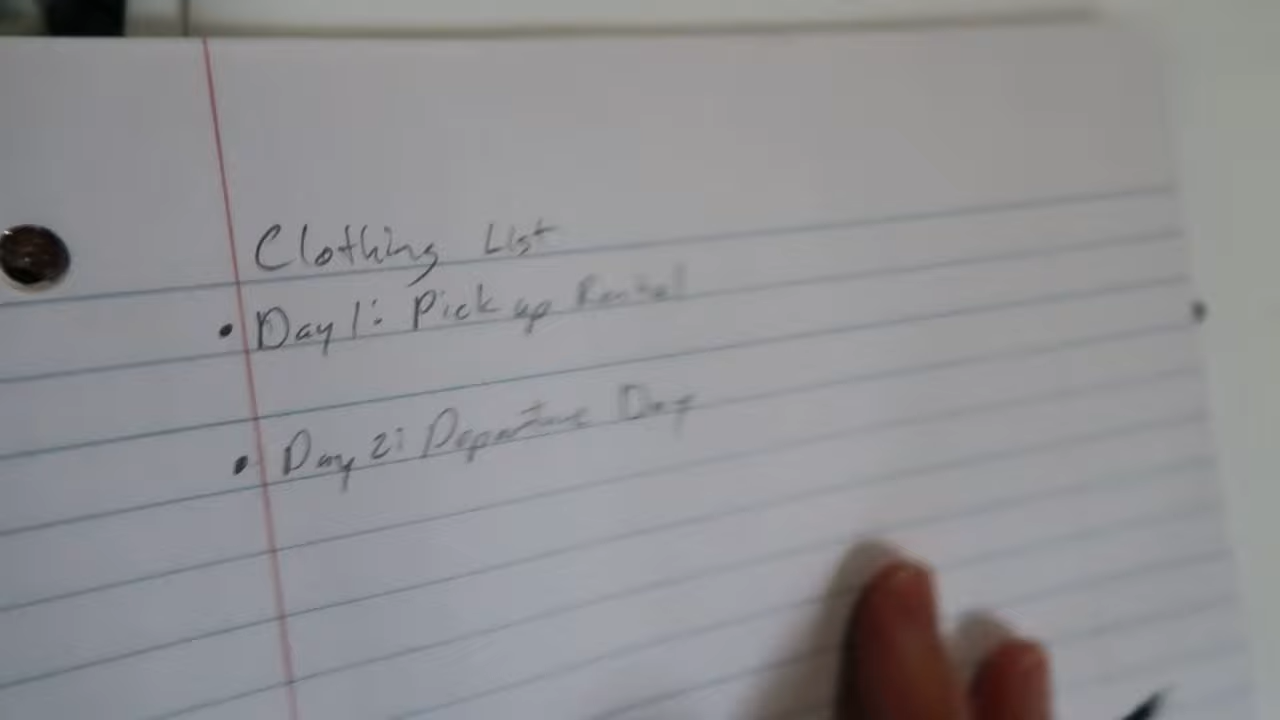 Clothing List
• Day 1: Pick up Rental
• Day 2: Departure Day